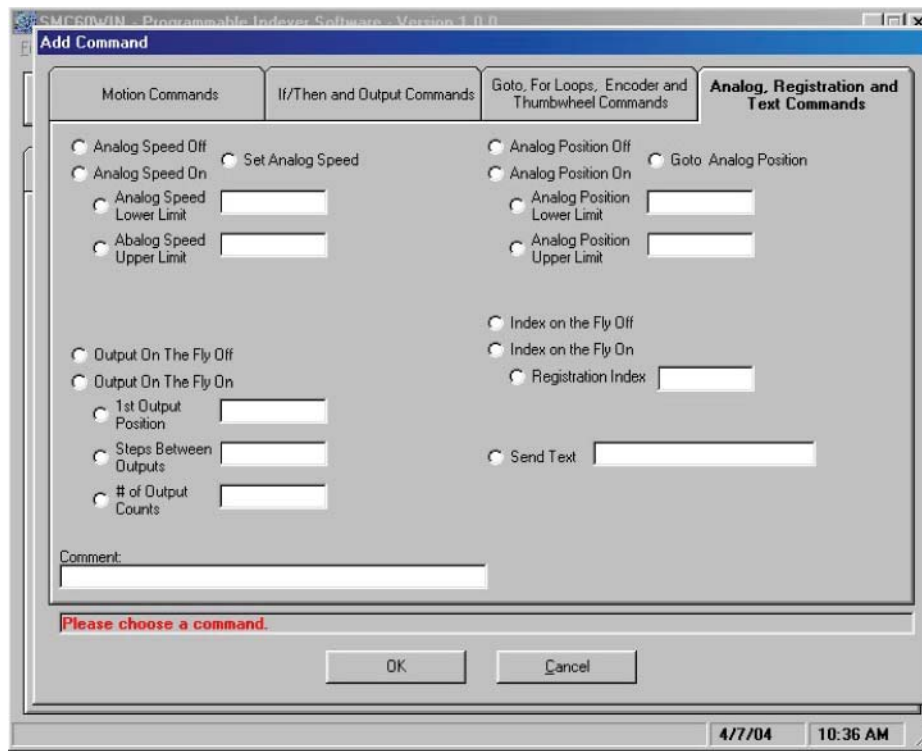 SMC60WIN - Programmable Indexer Software - Version 1.0.0
Add Command
Motion Commands
If/Then and Output Commands
Goto, For Loops, Encoder and
Thumbwheel Commands
Analog, Registration and
Text Commands
Analog Speed Off
Set Analog Speed
Analog Speed On
Analog Speed
Lower Limit
Abalog Speed
Upper Limit
Output On The Fly Off
Output On The Fly On
1st Output
Position
Steps Between
Outputs
# of Output
Counts
Analog Position Off
Goto Analog Position
Analog Position On
Analog Position
Lower Limit
Analog Position
Upper Limit
Index on the Fly Off
Index on the Fly On
Registration Index
Send Text
Comment:
Please choose a command.
OK
Cancel
4/7/04
10:36 AM